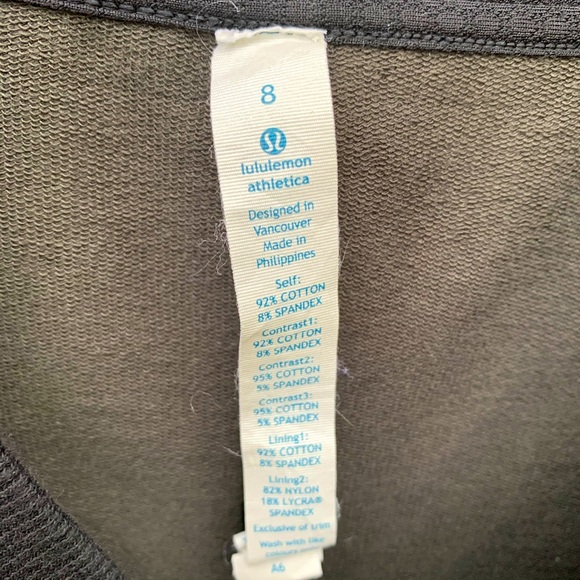 8
lululemon
athletica
Designed in
Vancouver
Made in
Philippines
Self:
92% COTTON
8% SPANDEX
Contrast1:
92% COTTON
8% SPANDEX
Contrast2:
95% COTTON
5% SPANDEX
Contrast3:
95% COTTON
5% SPANDEX
Lining1:
92% COTTON
8% SPANDEX
Lining2:
82% NYLON
18% LYCRA®
SPANDEX
Exclusive of trim
Wash with like
colours
A6